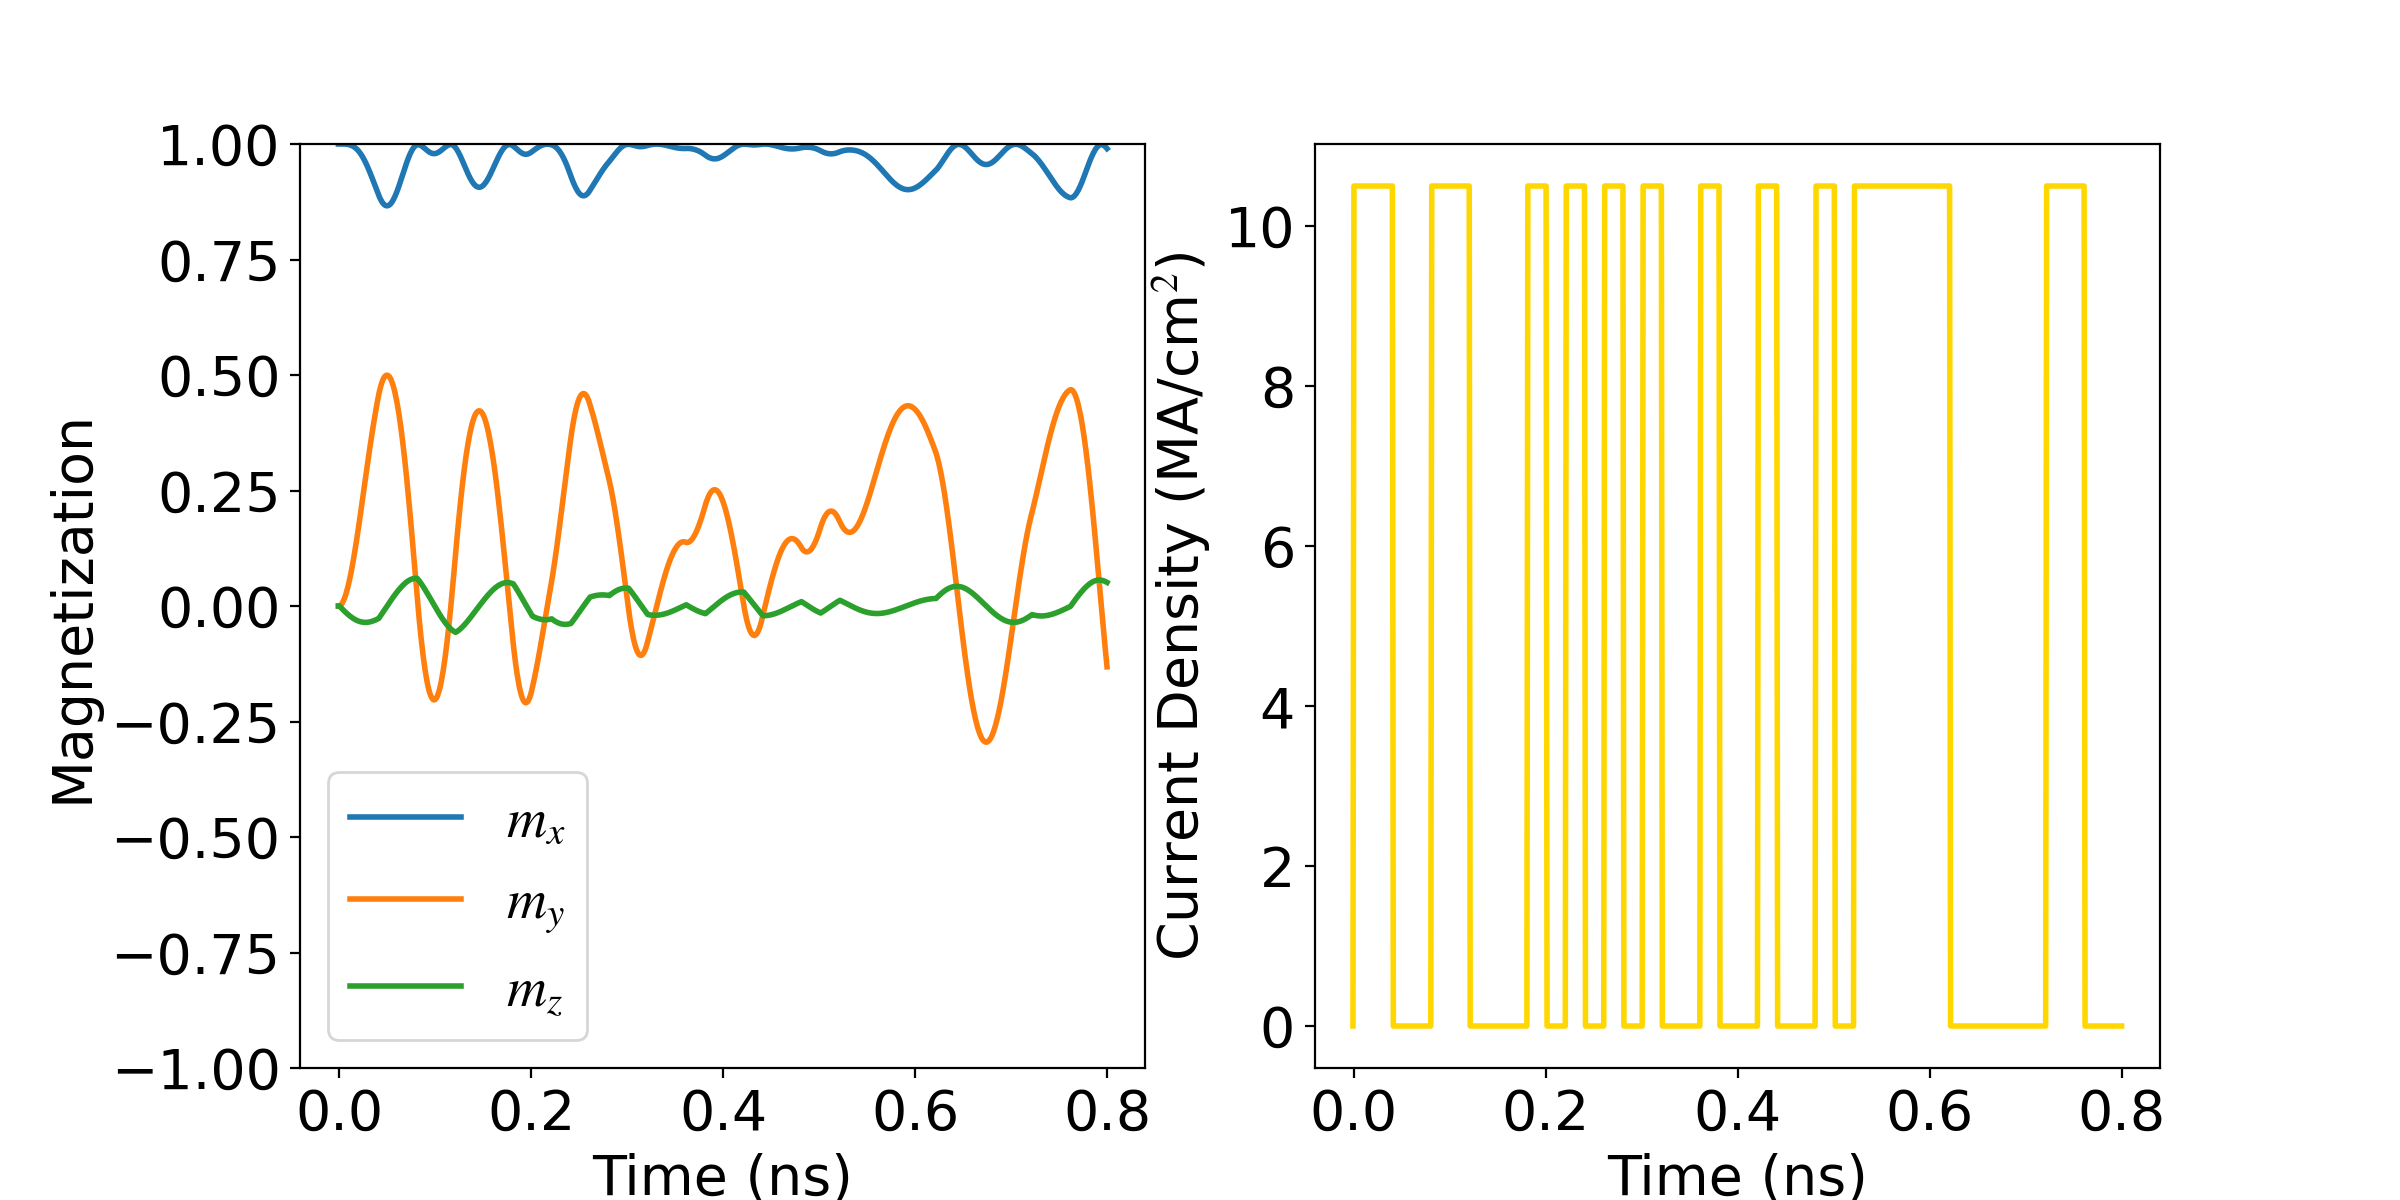 Magnetization
1.00
0.75
0.50
0.25
0.00
−0.25
−0.50
−0.75
−1.00
0.0 0.2 0.4 0.6 0.8
Time (ns)
m_x
m_y
m_z
Current Density (MA/cm²)
10
8
6
4
2
0
0.0 0.2 0.4 0.6 0.8
Time (ns)